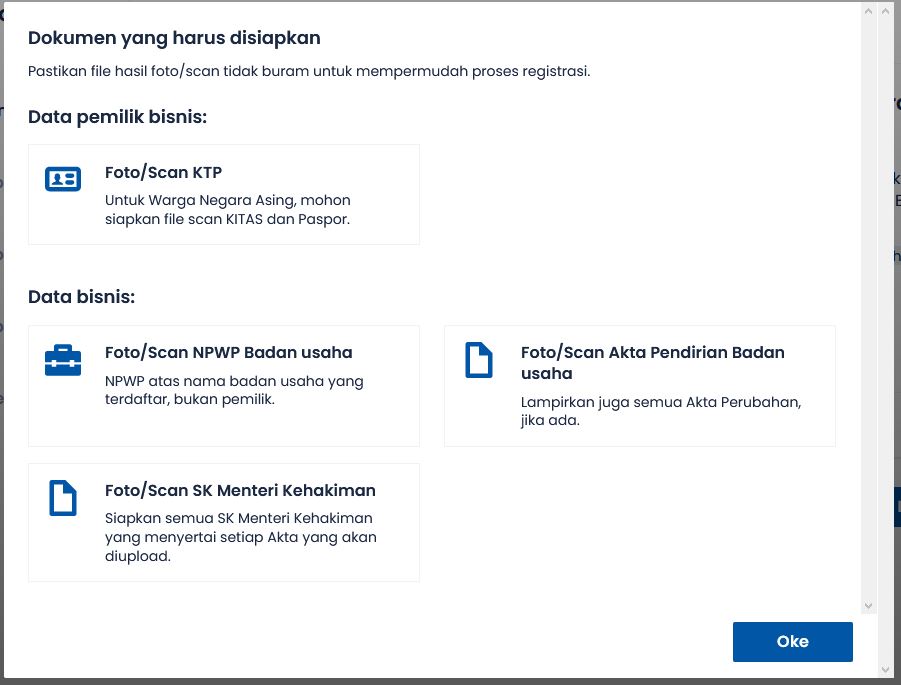 Dokumen yang harus disiapkan
Pastikan file hasil foto/scan tidak buram untuk mempermudah proses registrasi.
Data pemilik bisnis:
Foto/Scan KTP
Untuk Warga Negara Asing, mohon
siapkan file scan KITAS dan Paspor.
Data bisnis:
Foto/Scan NPWP Badan usaha
NPWP atas nama badan usaha yang
terdaftar, bukan pemilik.
Foto/Scan Akta Pendirian Badan
usaha
Lampirkan juga semua Akta Perubahan,
jika ada.
Foto/Scan SK Menteri Kehakiman
Siapkan semua SK Menteri Kehakiman
yang menyertai setiap Akta yang akan
diupload.
Oke